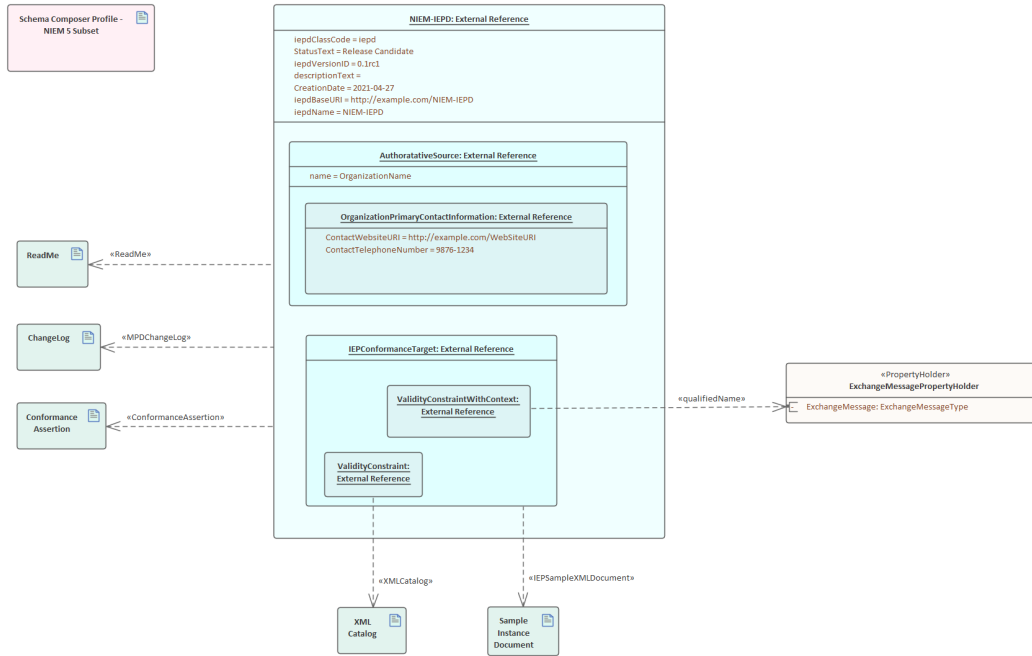 Schema Composer Profile -
NIEM 5 Subset
NIEM-IEPD: External Reference
iepdClassCode = iepd
StatusText = Release Candidate
iepdVersionID = 0.1rc1
descriptionText =
CreationDate = 2021-04-27
iepdBaseURI = http://example.com/NIEM-IEPD
iepdName = NIEM-IEPD
AuthoratativeSource: External Reference
name = OrganizationName
OrganizationPrimaryContactInformation: External Reference
ContactWebsiteURI = http://example.com/WebSiteURI
ContactTelephoneNumber = 9876-1234
ReadMe
«ReadMe»
ChangeLog
«MPDChangeLog»
Conformance
Assertion
«ConformanceAssertion»
IEPConformanceTarget: External Reference
ValidityConstraintWithContext:
External Reference
«qualifiedName»
«PropertyHolder»
ExchangeMessagePropertyHolder
ExchangeMessage: ExchangeMessageType
ValidityConstraint:
External Reference
«XMLCatalog»
«IEPSampleXMLDocument»
XML
Catalog
Sample
Instance
Document